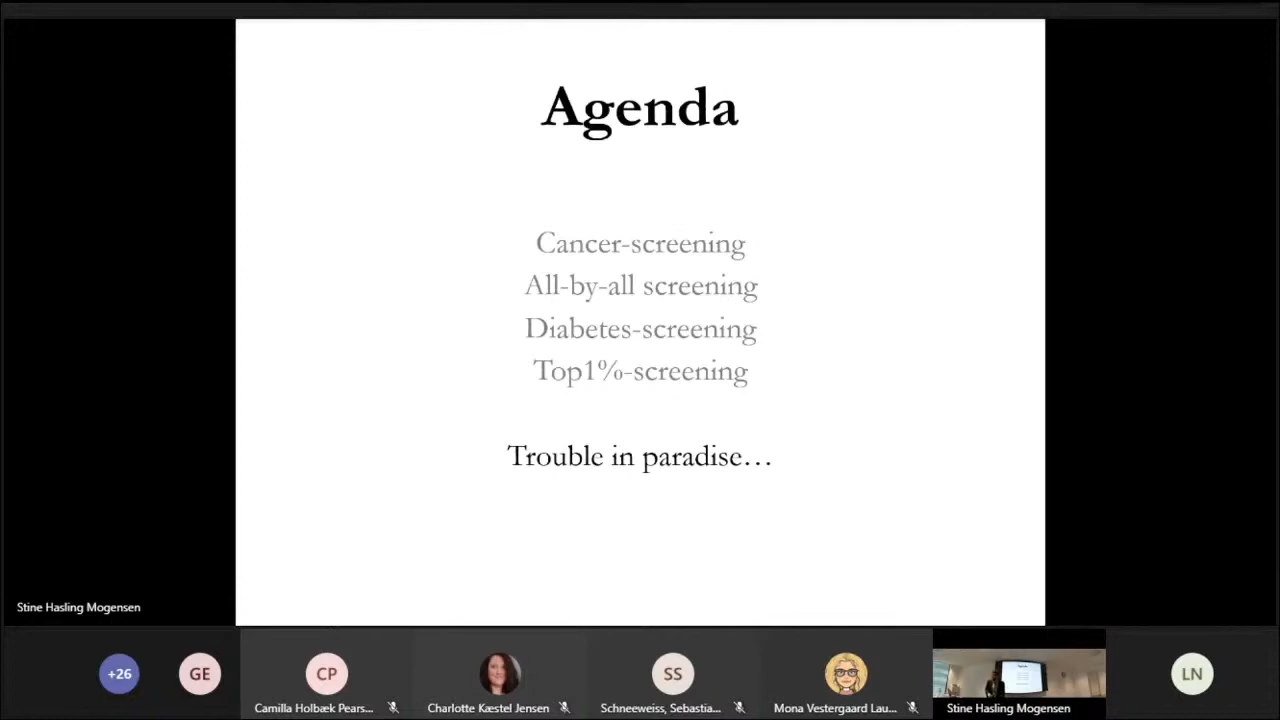 Agenda
Cancer-screening
All-by-all screening
Diabetes-screening
Top1%-screening
Trouble in paradise…
Stine Hasling Mogensen
+26
GE
CP
SS
LN
Camilla Holbæk Pears...
Charlotte Kæstel Jensen
Schneeweiss, Sebastia...
Mona Vestergaard Lau...
Stine Hasling Mogensen